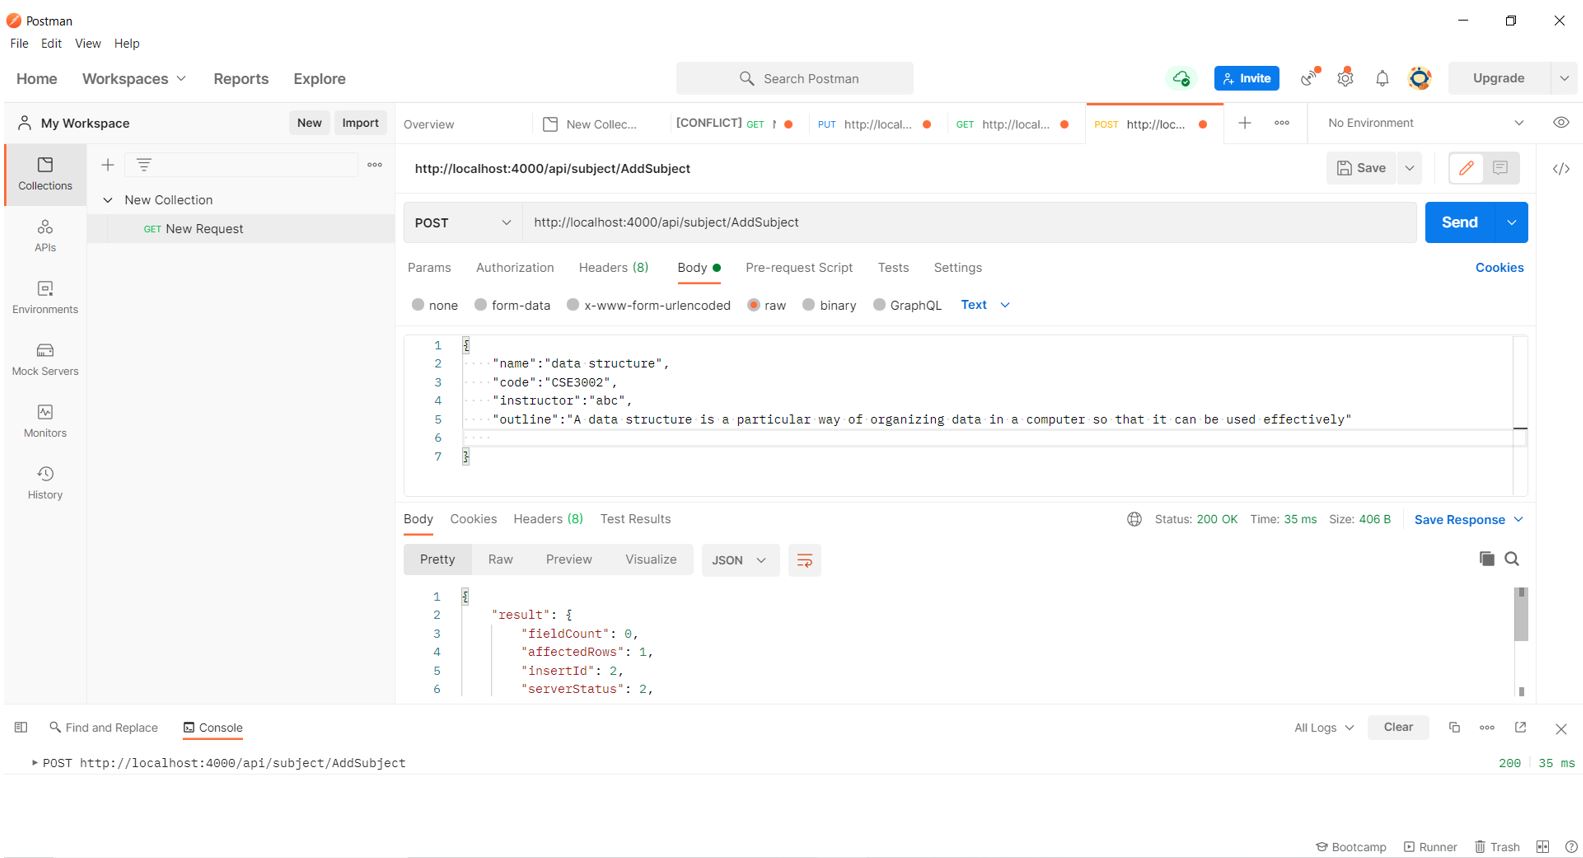 Postman
File Edit View Help
Home Workspaces Reports Explore Search Postman Invite Upgrade
My Workspace New Import Overview New Collec... [CONFLICT] GET PUT http://local... GET http://local... POST http://loc... No Environment
http://localhost:4000/api/subject/AddSubject Save </>
Collections
New Collection
GET New Request
APIs
Environments
Mock Servers
Monitors
History
POST http://localhost:4000/api/subject/AddSubject Send
Params Authorization Headers (8) Body Pre-request Script Tests Settings Cookies
none form-data x-www-form-urlencoded raw binary GraphQL Text
1 {
2 "name":"data structure",
3 "code":"CSE3002",
4 "instructor":"abc",
5 "outline":"A data structure is a particular way of organizing data in a computer so that it can be used effectively"
6
7 }
Body Cookies Headers (8) Test Results Status: 200 OK Time: 35 ms Size: 406 B Save Response
Pretty Raw Preview Visualize JSON
1 {
2 "result": {
3 "fieldCount": 0,
4 "affectedRows": 1,
5 "insertId": 2,
6 "serverStatus": 2,
Find and Replace Console All Logs Clear
POST http://localhost:4000/api/subject/AddSubject 200 35 ms
Bootcamp Runner Trash